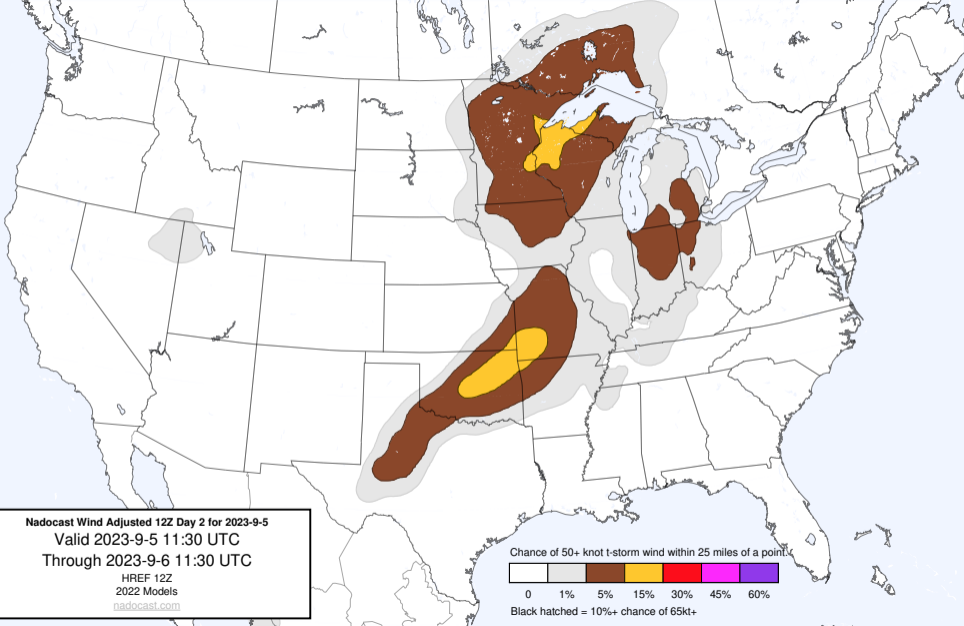 Nadocast Wind Adjusted 12Z Day 2 for 2023-9-5
Valid 2023-9-5 11:30 UTC
Through 2023-9-6 11:30 UTC
HREF 12Z
2022 Models
nadocast.com
Chance of 50+ knot t-storm wind within 25 miles of a point.
0 1% 5% 15% 30% 45% 60%
Black hatched = 10%+ chance of 65kt+